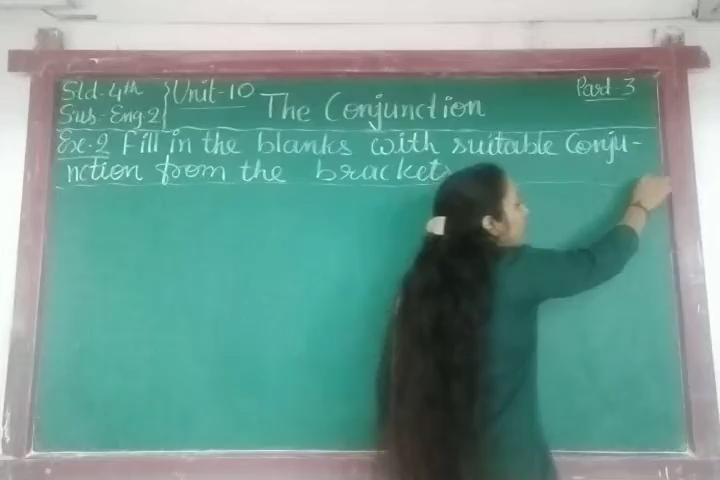 Std-4th Unit-10 Part-3
Sub-Eng.2 The Conjunction
Ex-2 Fill in the blanks with suitable Conju-
nction from the brackets